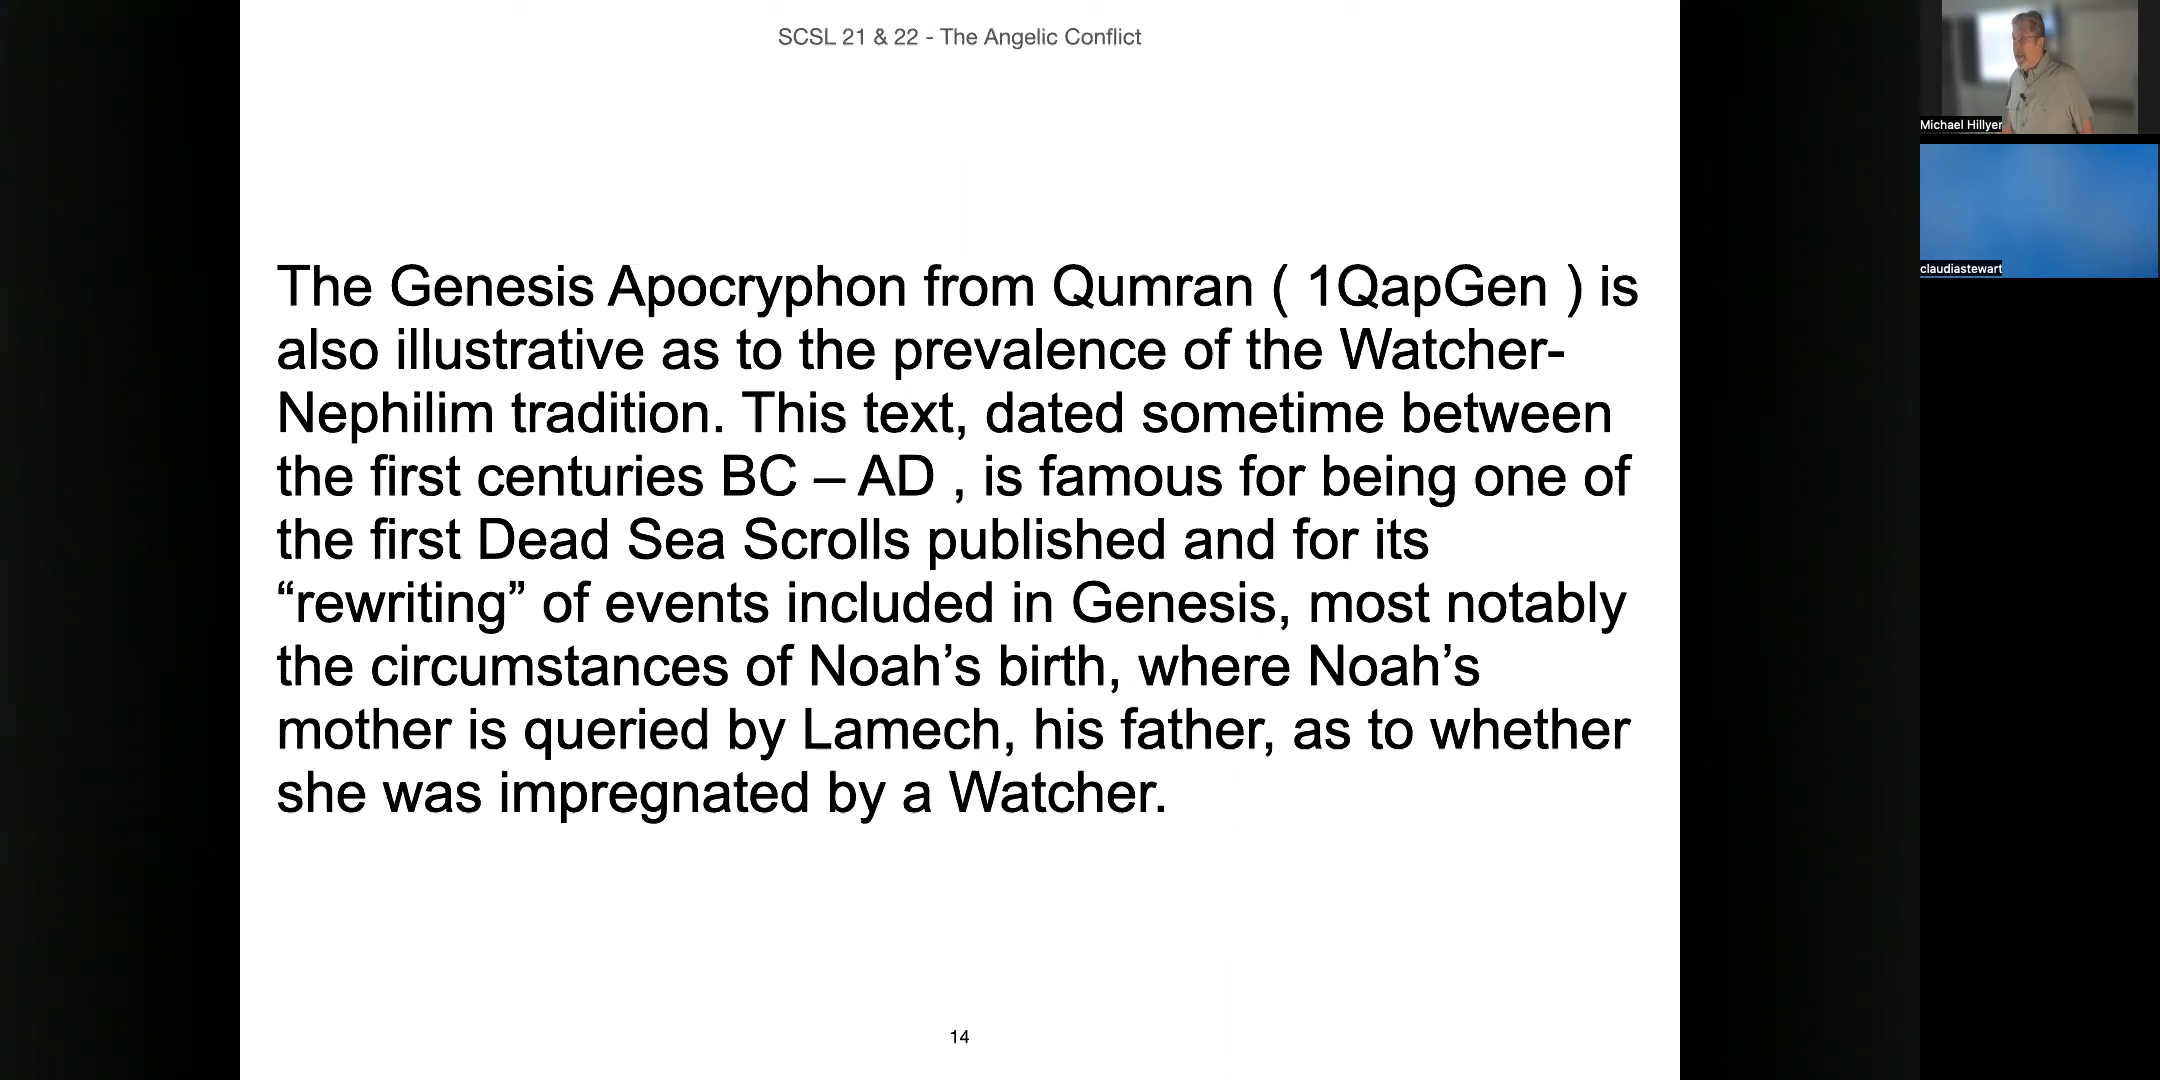 SCSL 21 & 22 - The Angelic Conflict
The Genesis Apocryphon from Qumran ( 1QapGen ) is
also illustrative as to the prevalence of the Watcher-
Nephilim tradition. This text, dated sometime between
the first centuries BC – AD , is famous for being one of
the first Dead Sea Scrolls published and for its
“rewriting” of events included in Genesis, most notably
the circumstances of Noah’s birth, where Noah’s
mother is queried by Lamech, his father, as to whether
she was impregnated by a Watcher.
14
Michael Hillyer
claudiastewart